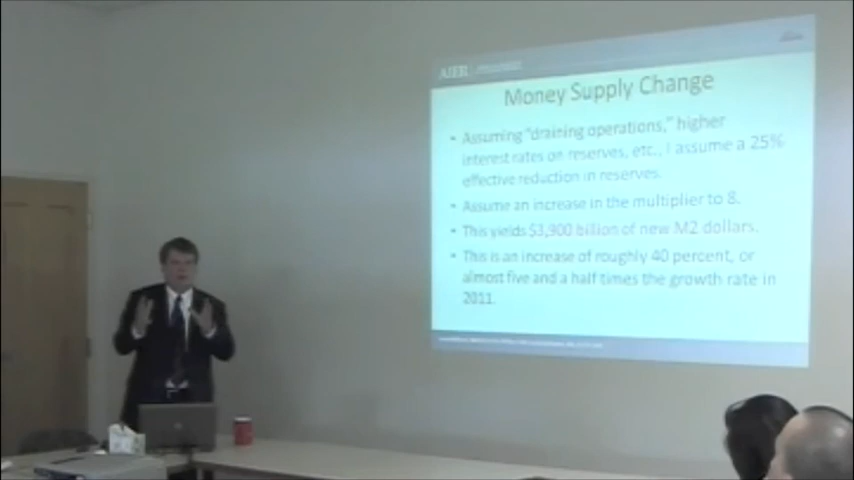 AIER
Money Supply Change
• Assuming "draining operations," higher
interest rates on reserves, etc., I assume a 25%
effective reduction in reserves.
• Assume an increase in the multiplier to 8.
• This yields $3,900 billion of new M2 dollars.
• This is an increase of roughly 40 percent, or
almost five and a half times the growth rate in
2011.